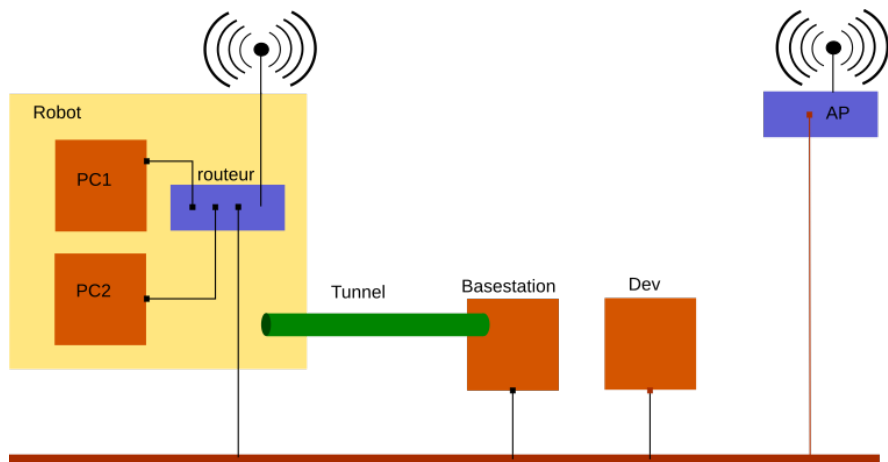 Robot
AP
PC1
routeur
PC2
Tunnel
Basestation
Dev